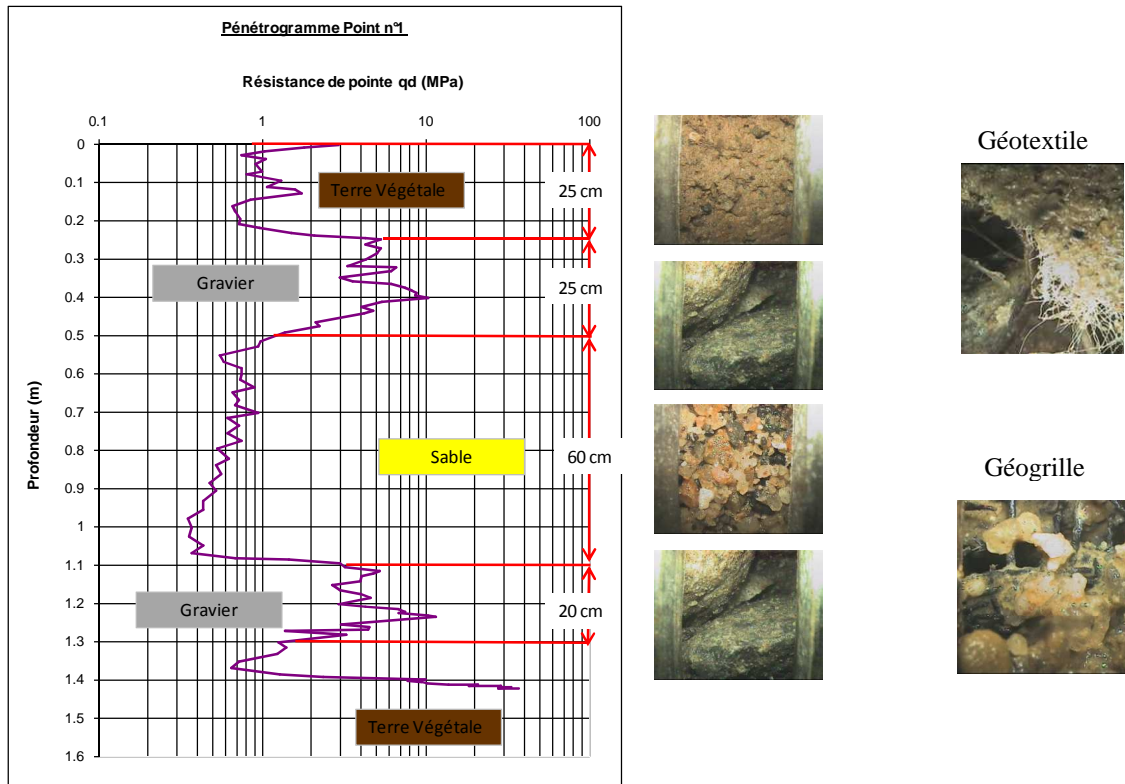 Pénétrogramme Point n°1
Résistance de pointe qd (MPa)
0.1 1 10 100
Profondeur (m)
0
0.1
0.2
0.3
0.4
0.5
0.6
0.7
0.8
0.9
1
1.1
1.2
1.3
1.4
1.5
1.6
Terre Végétale
25 cm
Gravier
25 cm
Sable
60 cm
Gravier
20 cm
Terre Végétale
Géotextile
Géogrille